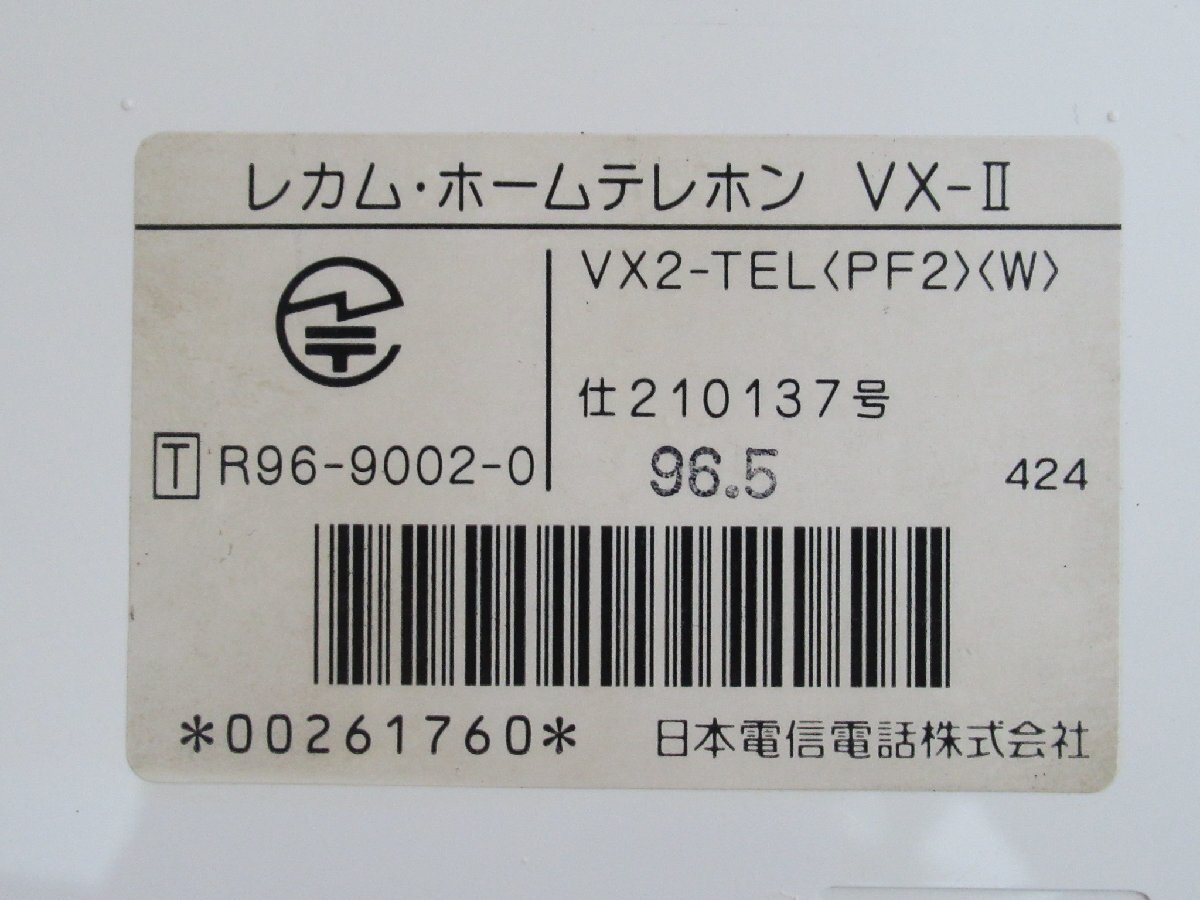 レカム・ホームテレホン VX-Ⅱ
VX2-TEL〈PF2〉〈W〉
仕210137号
T R96-9002-0
96.5 424
*00261760* 日本電信電話株式会社